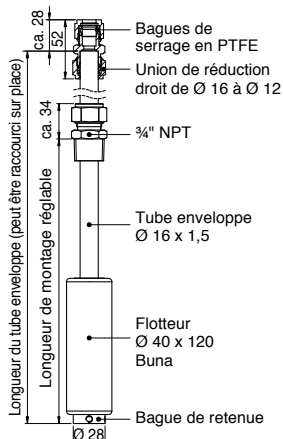 ca. 28
52
Bagues de
serrage en PTFE
Union de réduction
droit de Ø 16 à Ø 12
ca. 34
¾" NPT
Longueur du tube enveloppe (peut être raccourci sur place)
Longueur de montage réglable
Tube enveloppe
Ø 16 x 1,5
Flotteur
Ø 40 x 120
Buna
Bague de retenue
Ø 28